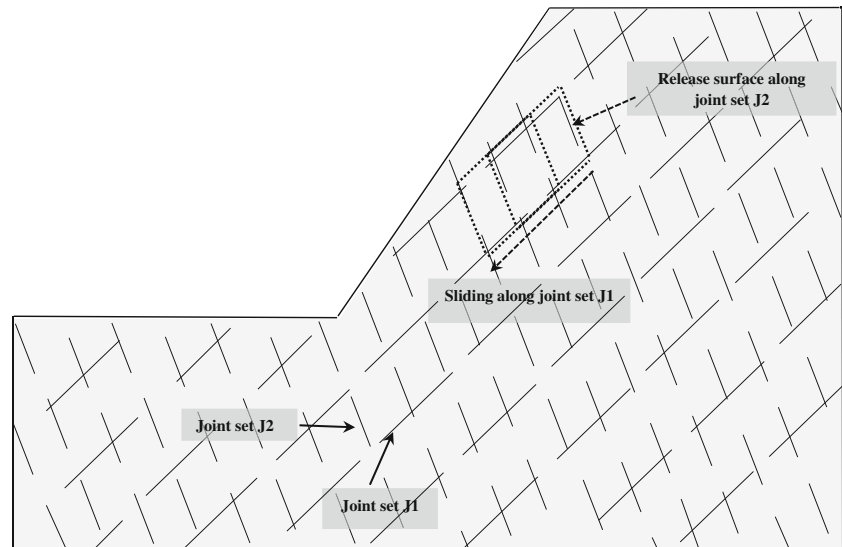 Release surface along
joint set J2
Sliding along joint set J1
Joint set J2
Joint set J1